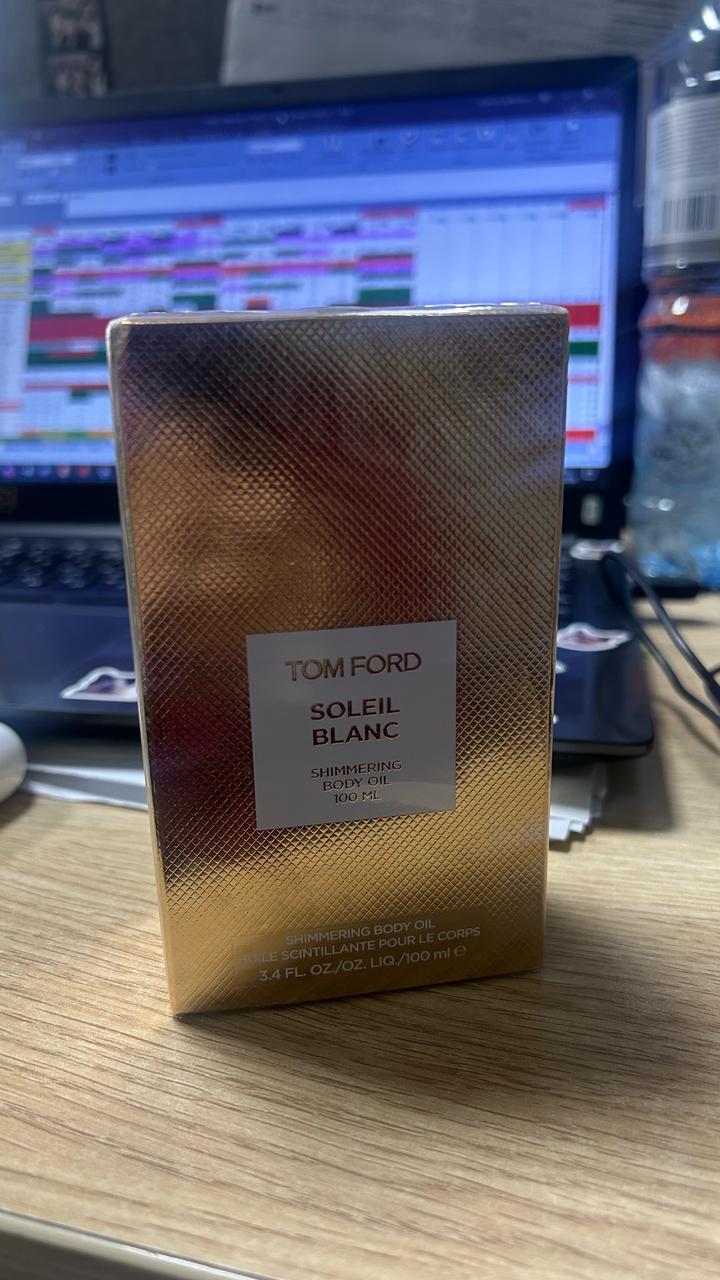 TOM FORD
SOLEIL
BLANC
SHIMMERING
BODY OIL
100 ML
SHIMMERING BODY OIL
HUILE SCINTILLANTE POUR LE CORPS
3.4 FL. OZ./OZ. LIQ./100 ml ℮